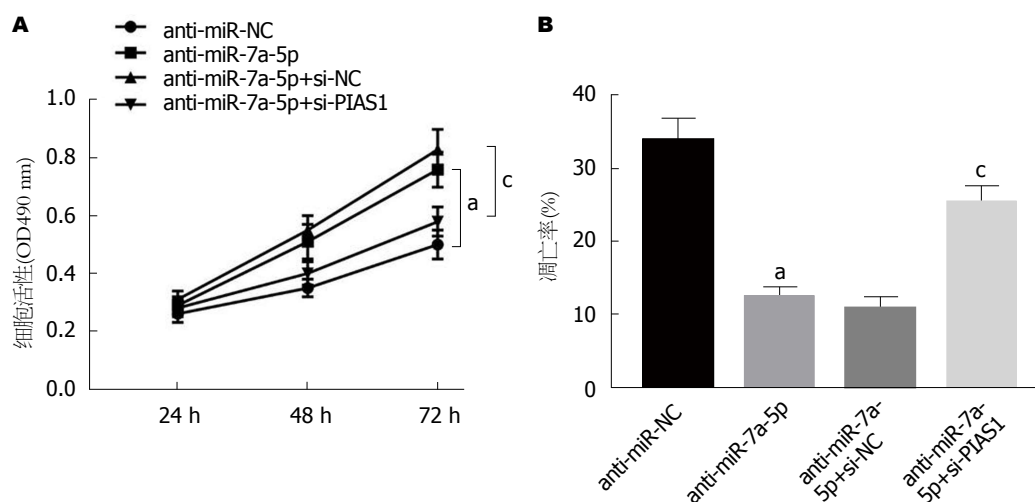 A
anti-miR-NC
anti-miR-7a-5p
anti-miR-7a-5p+si-NC
anti-miR-7a-5p+si-PIAS1
1.0
0.8
0.6
0.4
0.2
0.0
细胞活性(OD490 nm)
24 h
48 h
72 h
a
c
B
40
30
20
10
0
凋亡率(%)
a
c
anti-miR-NC
anti-miR-7a-5p
anti-miR-7a-
5p+si-NC
anti-miR-7a-
5p+si-PIAS1